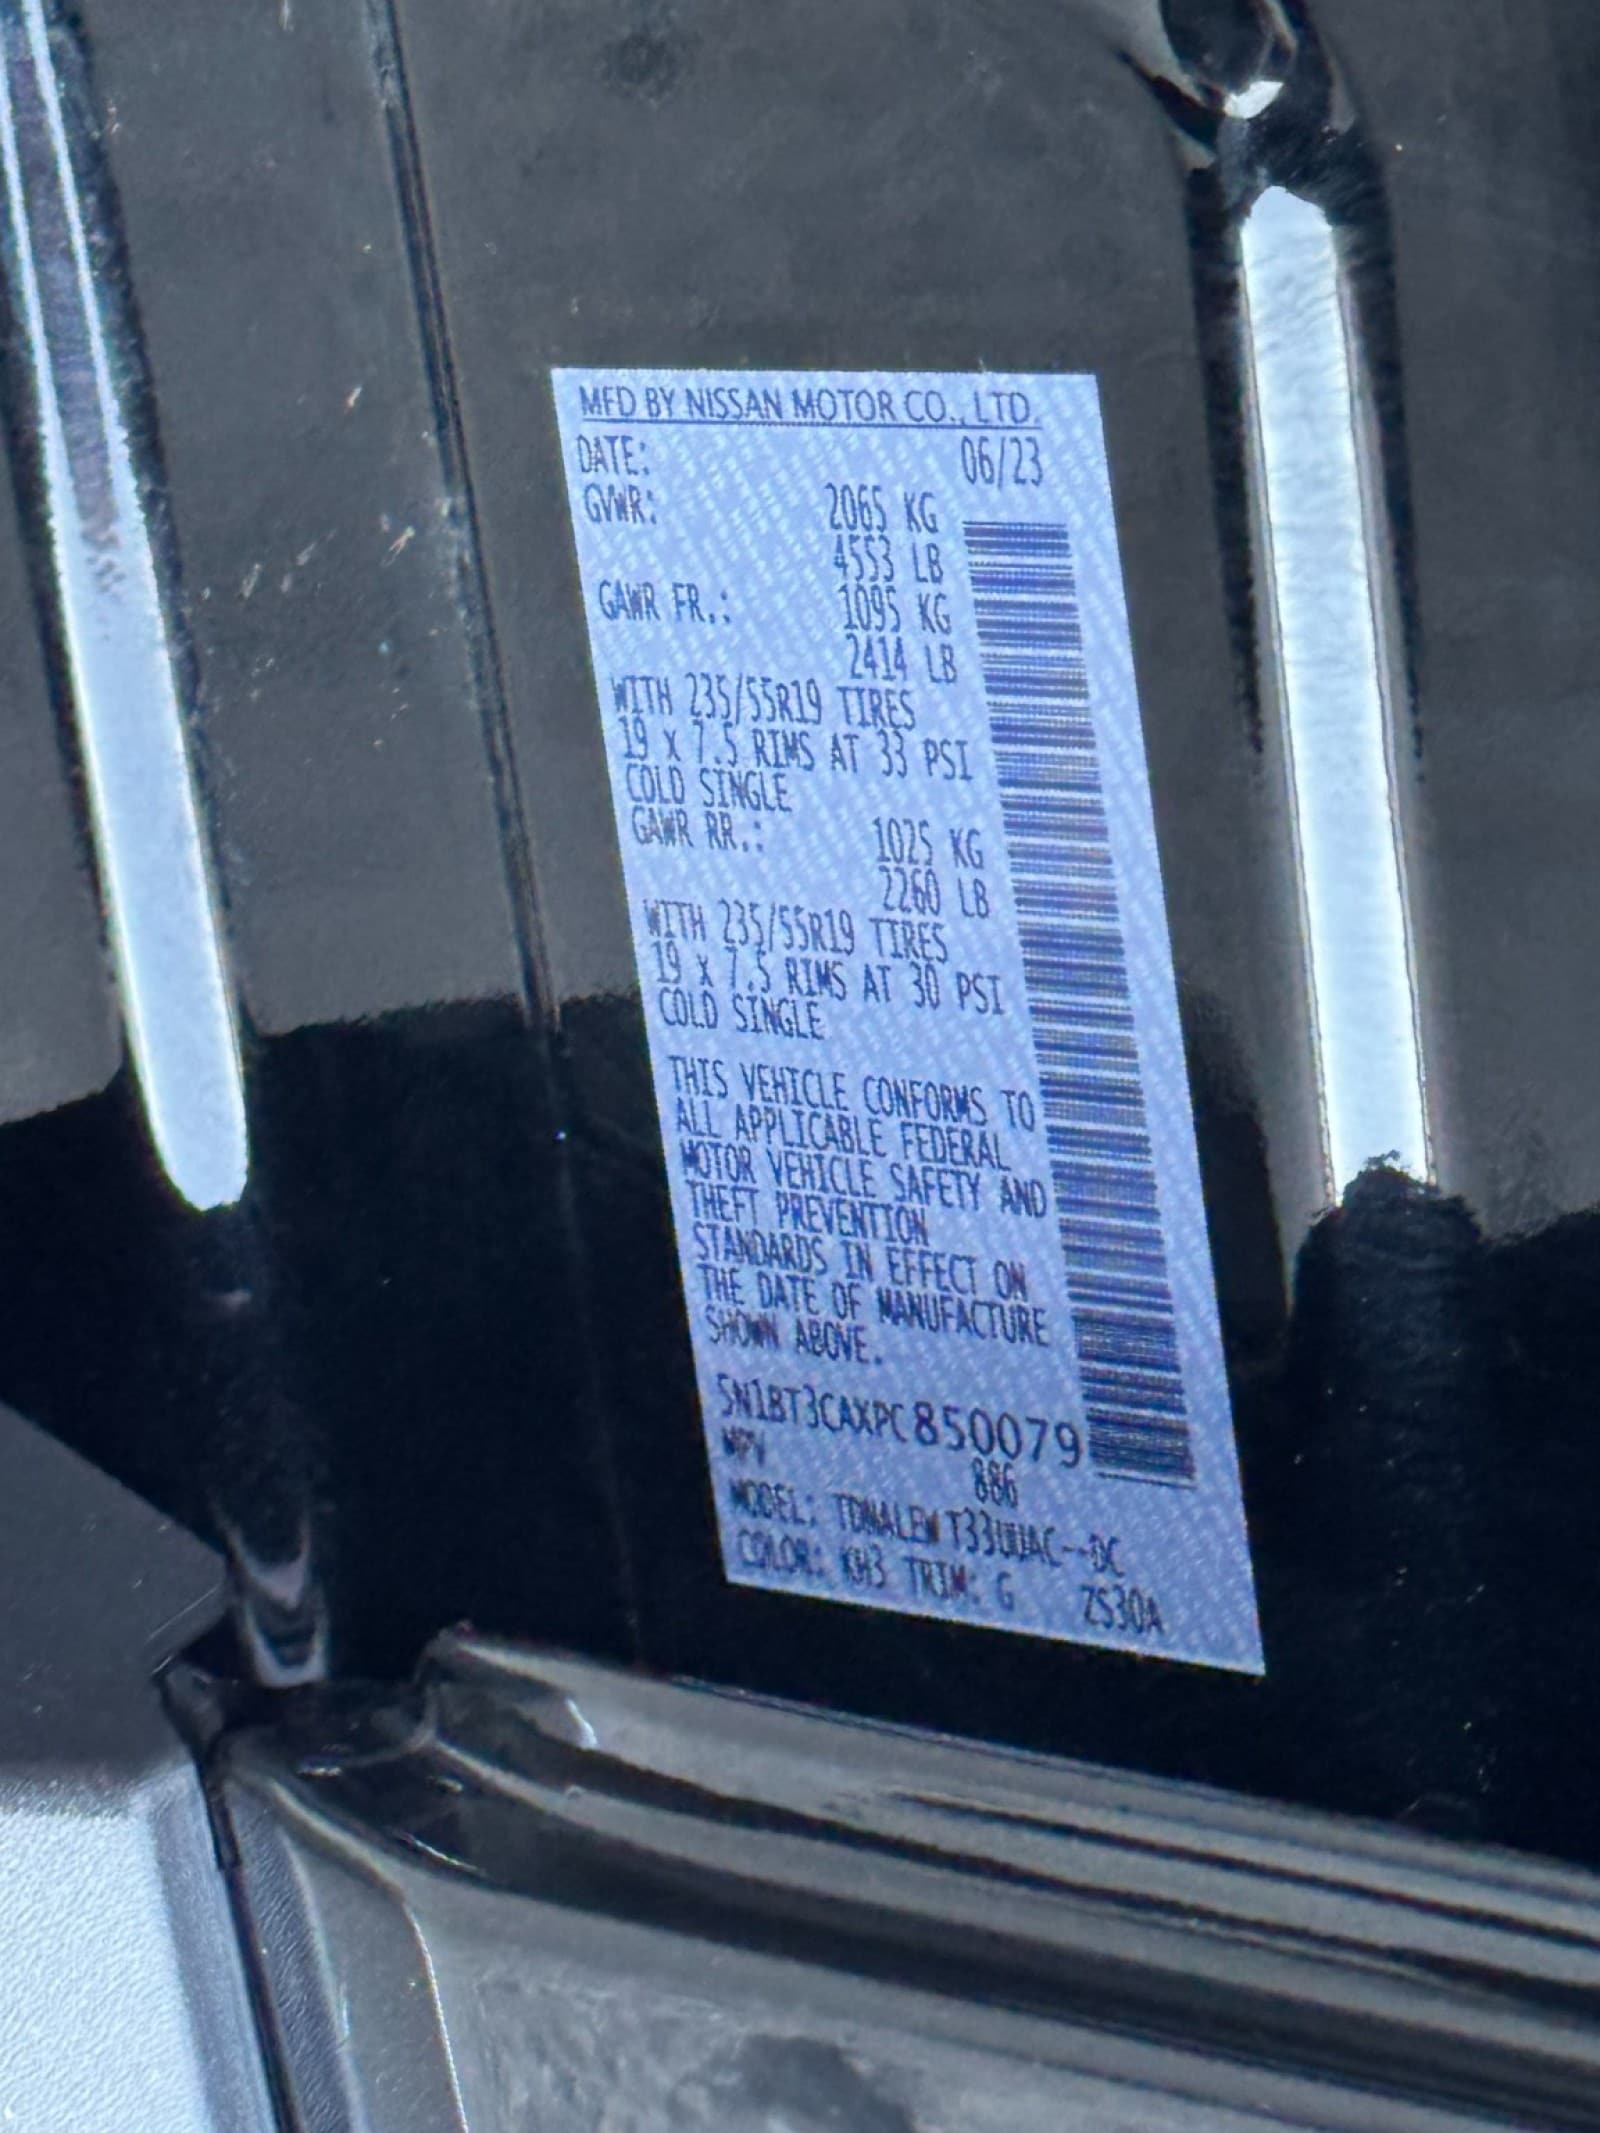 MFD BY NISSAN MOTOR CO., LTD.
DATE: 06/23
GVWR: 2065 KG
4553 LB
GAWR FR.: 1095 KG
2414 LB
WITH 235/55R19 TIRES
19 X 7.5 RIMS AT 33 PSI
COLD SINGLE
GAWR RR.: 1025 KG
2260 LB
WITH 235/55R19 TIRES
19 X 7.5 RIMS AT 30 PSI
COLD SINGLE
THIS VEHICLE CONFORMS TO
ALL APPLICABLE FEDERAL
MOTOR VEHICLE SAFETY AND
THEFT PREVENTION
STANDARDS IN EFFECT ON
THE DATE OF MANUFACTURE
SHOWN ABOVE.
5N1BT3CAXPC850079
MPV 886
MODEL: TDNALEWT33UUAC--DC
COLOR: KH3 TRIM: G ZS30A